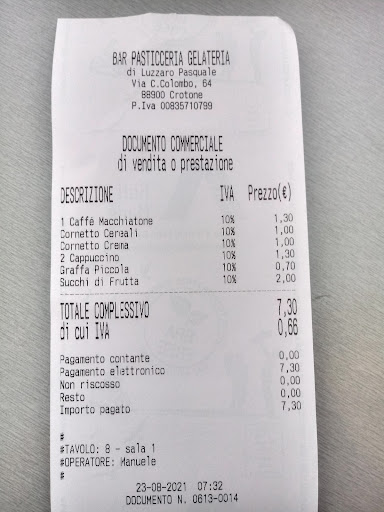 BAR PASTICCERIA GELATERIA
di Luzzaro Pasquale
Via C.Colombo, 64
88900 Crotone
P.Iva 00835710799
DOCUMENTO COMMERCIALE
di vendita o prestazione
DESCRIZIONE IVA Prezzo(€)
1 Caffè Macchiatone 10% 1,30
Cornetto Cereali 10% 1,00
Cornetto Crema 10% 1,00
2 Cappuccino 10% 1,30
Graffa Piccola 10% 0,70
Succhi di Frutta 10% 2,00
TOTALE COMPLESSIVO 7,30
di cui IVA 0,66
Pagamento contante 0,00
Pagamento elettronico 7,30
Non riscosso 0,00
Resto 0,00
Importo pagato 7,30
#
#TAVOLO: 8 - sala 1
#OPERATORE: Manuele
#
23-08-2021 07:32
DOCUMENTO N. 0613-0014